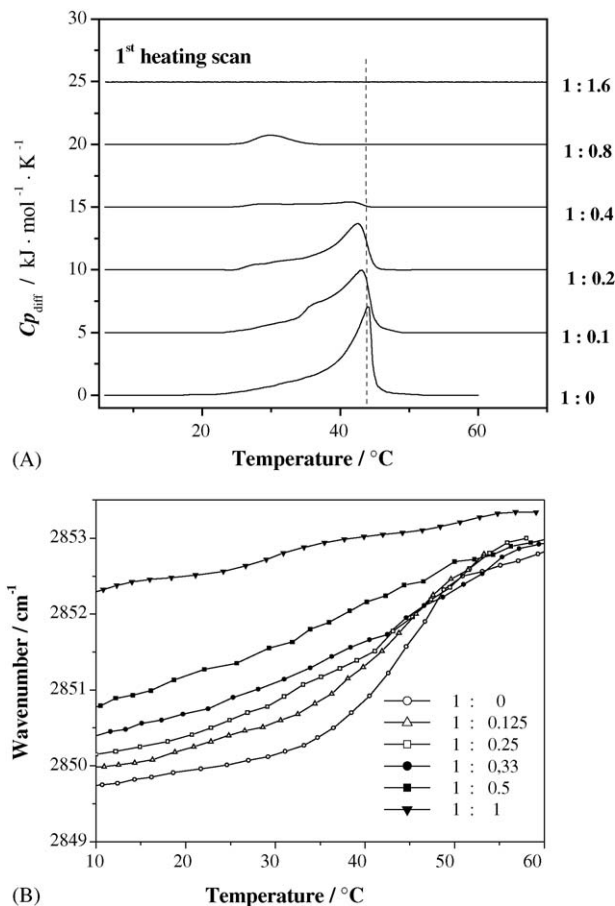 30
1st heating scan
25
1 : 1.6
20
1 : 0.8
15
1 : 0.4
10
1 : 0.2
5
1 : 0.1
0
1 : 0
Cp diff / kJ · mol-1 · K-1
20 40 60
(A)
Temperature / °C
2853
2852
2851
2850
2849
Wavenumber / cm-1
1 : 0
1 : 0.125
1 : 0.25
1 : 0,33
1 : 0.5
1 : 1
10 20 30 40 50 60
(B)
Temperature / °C